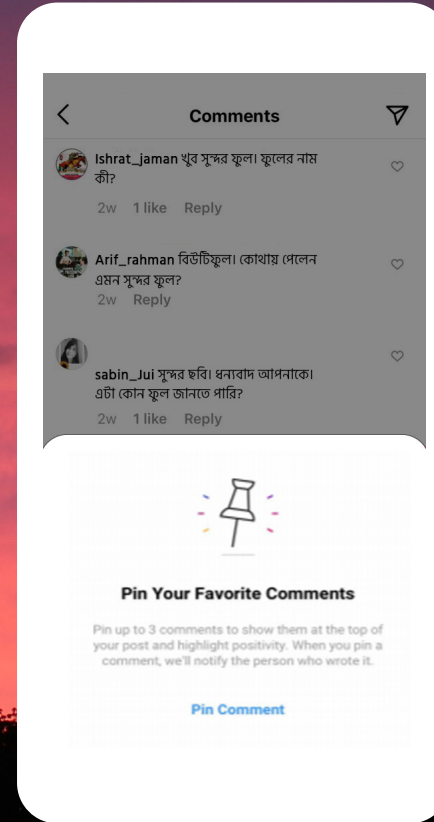 Comments
Ishrat_jaman খুব সুন্দর ফুল। ফুলের নাম
কী?
2w 1 like Reply
Arif_rahman বিউটিফুল। কোথায় পেলেন
এমন সুন্দর ফুল?
2w Reply
sabin_Jui সুন্দর ছবি। ধন্যবাদ আপনাকে।
এটা কোন ফুল জানতে পারি?
2w 1 like Reply
Pin Your Favorite Comments
Pin up to 3 comments to show them at the top of
your post and highlight positivity. When you pin a
comment, we'll notify the person who wrote it.
Pin Comment